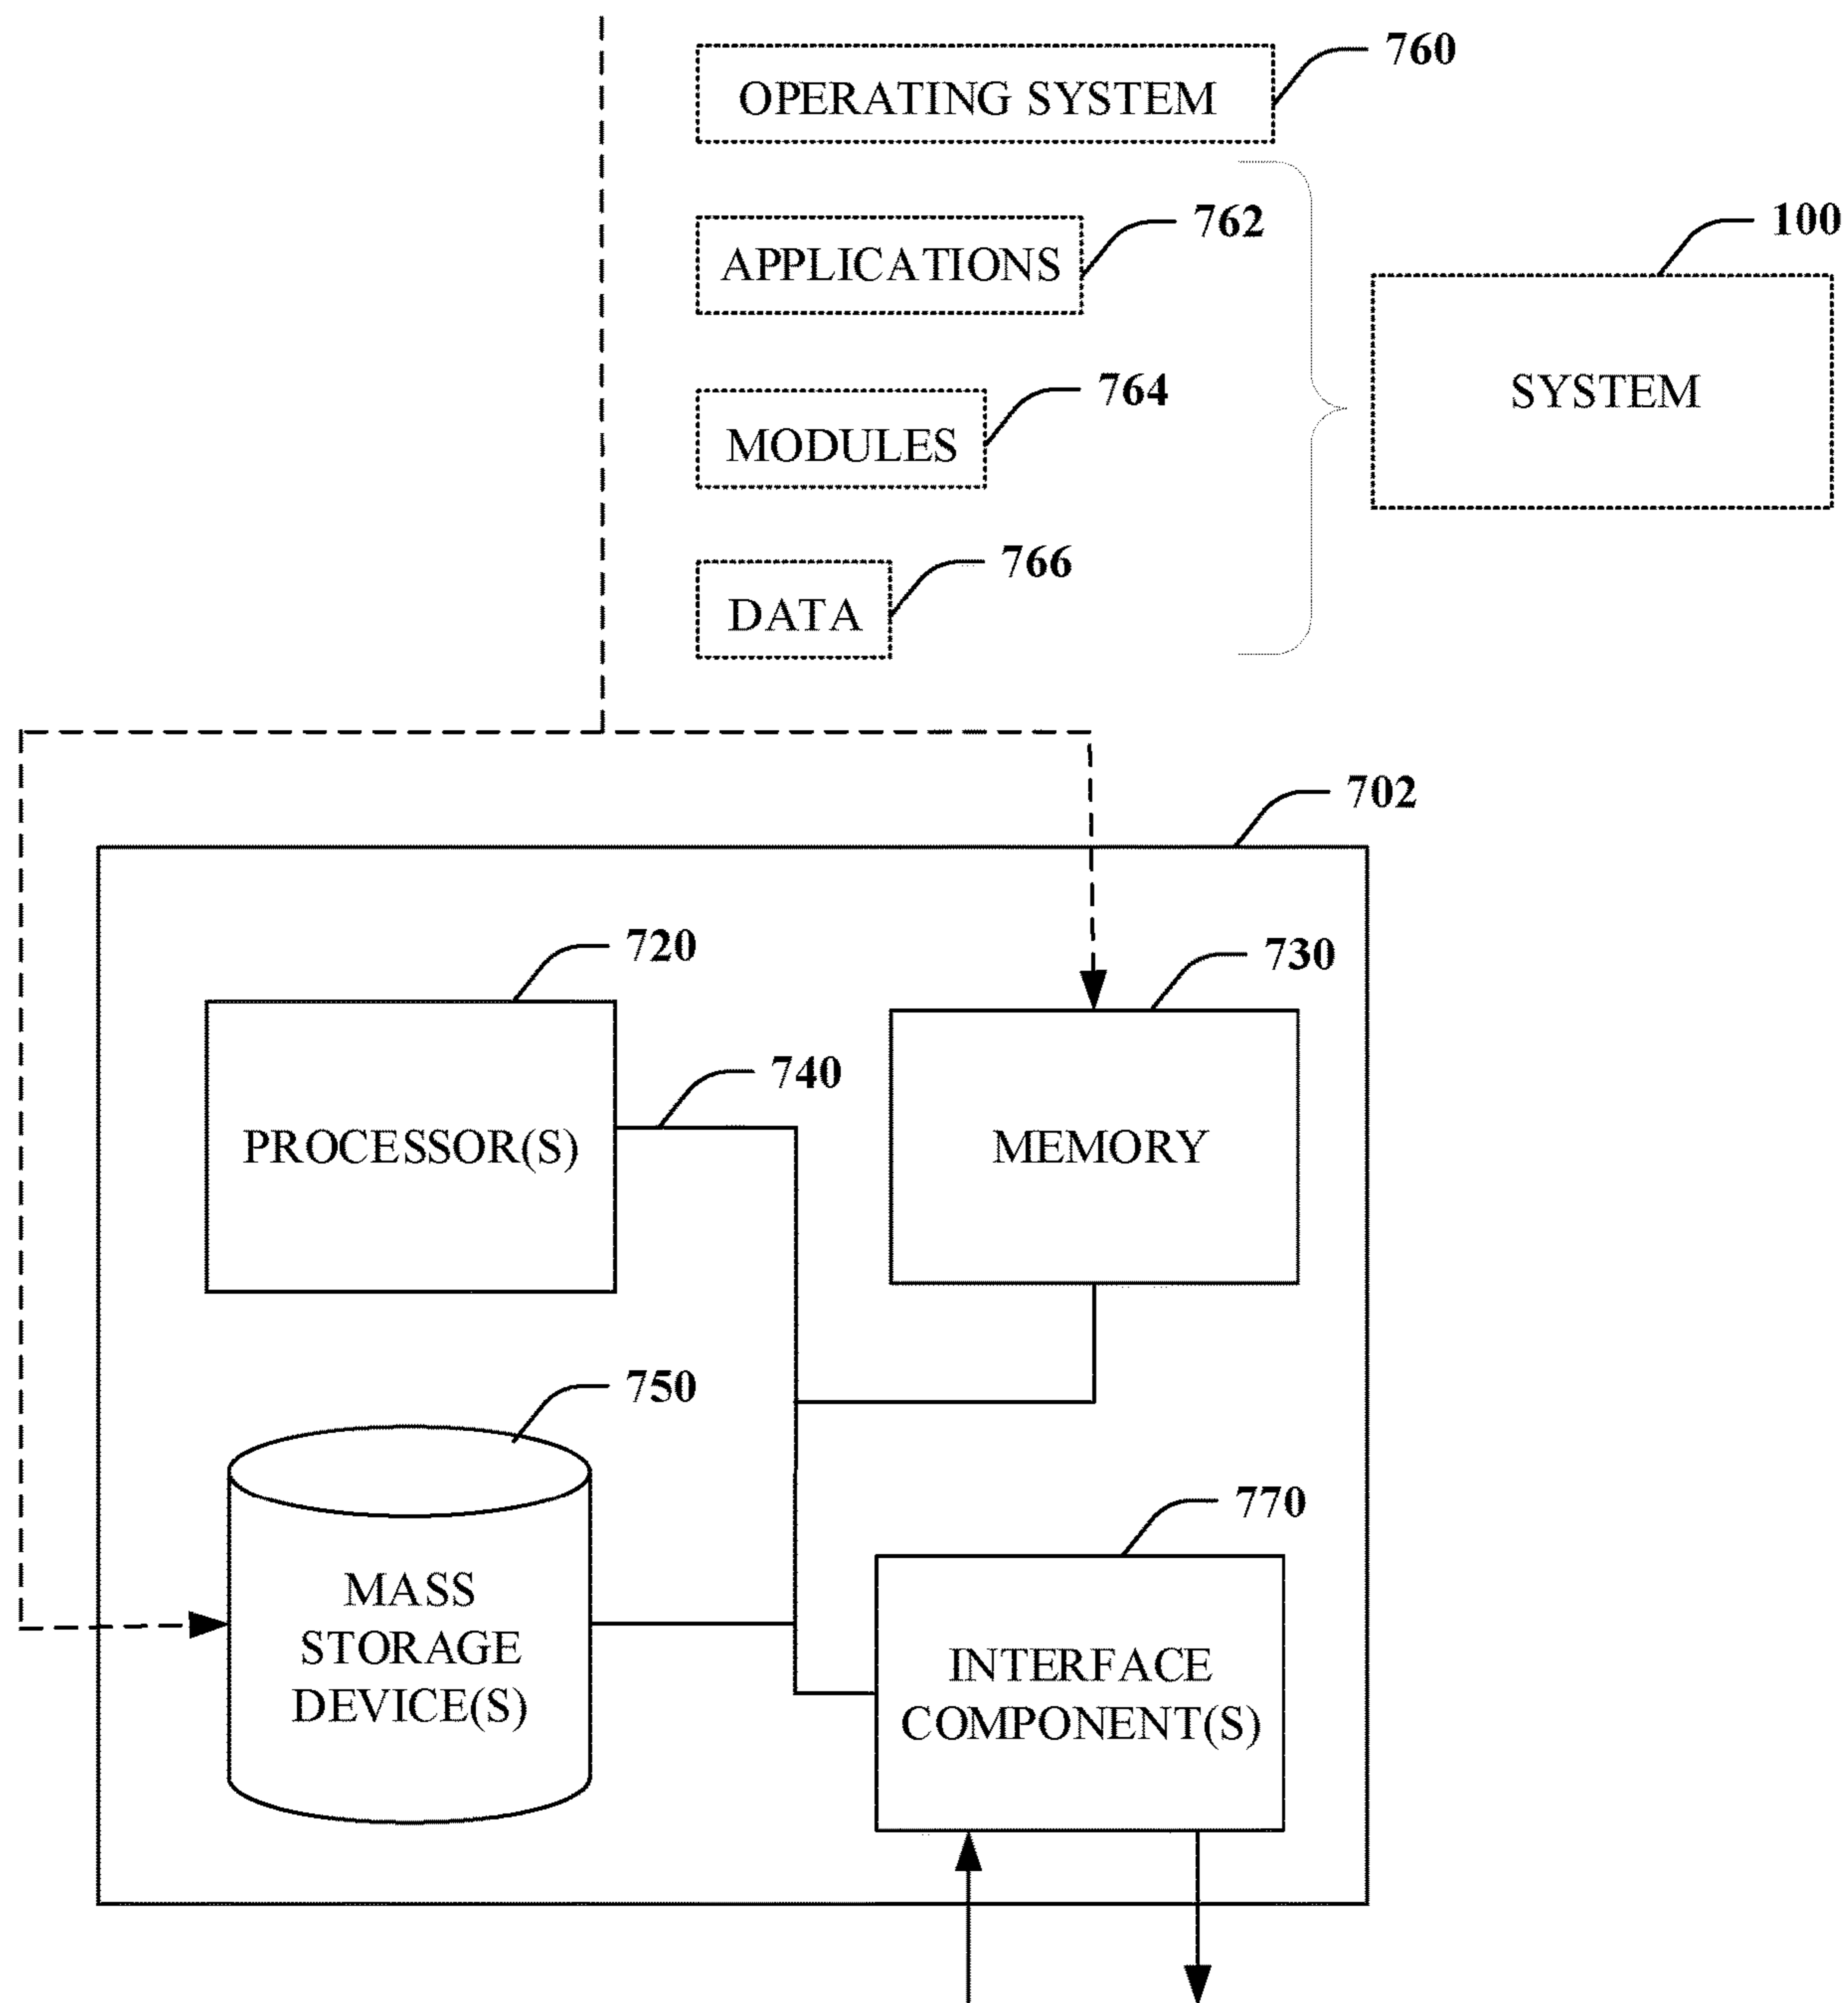 760
OPERATING SYSTEM
762
100
APPLICATIONS
764
SYSTEM
MODULES
766
DATA
702
720
730
740
PROCESSOR(S)
MEMORY
750
770
MASS
STORAGE
DEVICE(S)
INTERFACE
COMPONENT(S)